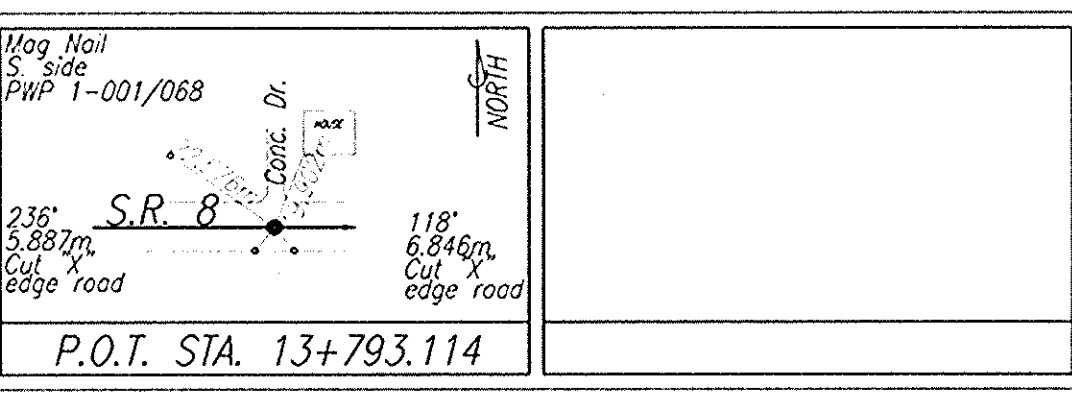 Mag Nail
S. side
PWP 1-001/068
NORTH
Conc. Dr.
HOUSE
S.R. 8
236°
5.887m
Cut "X"
edge road
118°
6.846m
Cut "X"
edge road
P.O.T. STA. 13+793.114